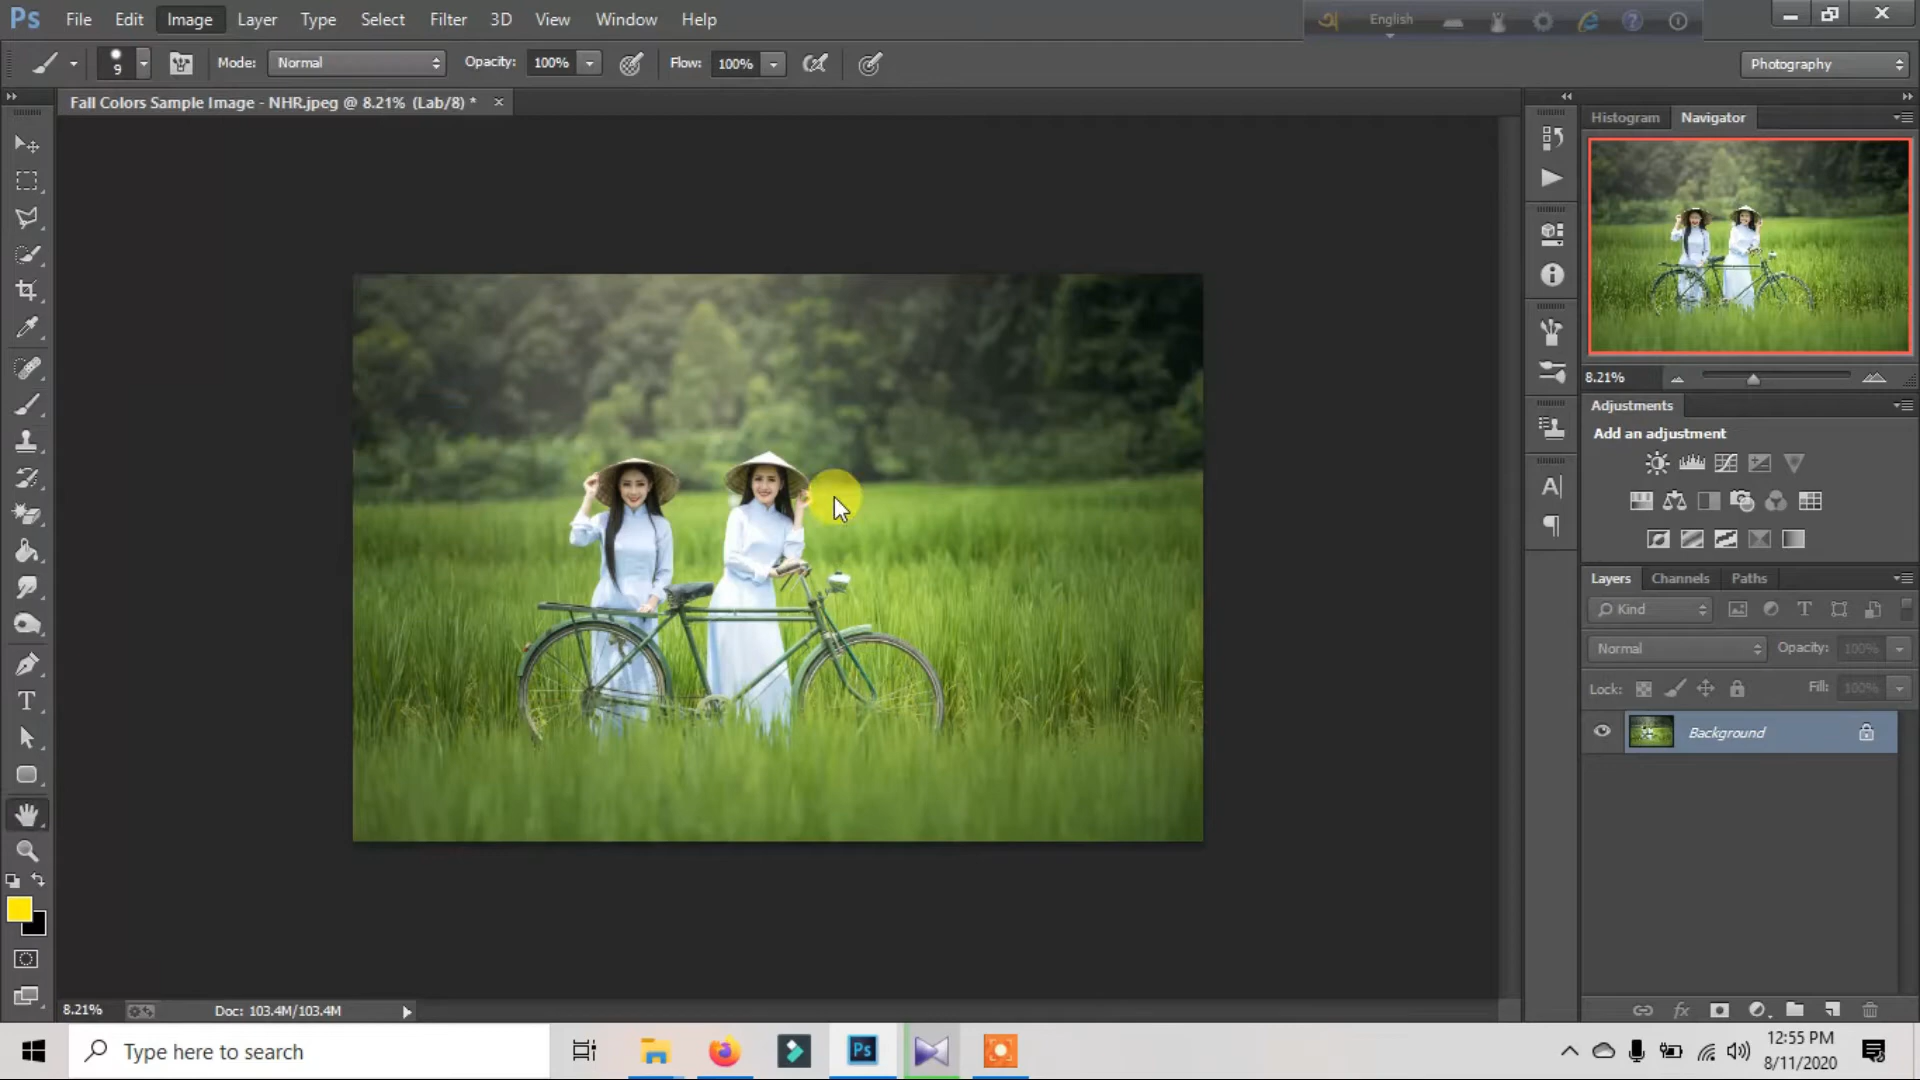 Ps File Edit Image Layer Type Select Filter 3D View Window Help
অ English
9 Mode: Normal Opacity: 100% Flow: 100% Photography
Fall Colors Sample Image - NHR.jpeg @ 8.21% (Lab/8) *
Histogram Navigator
8.21%
Adjustments
Add an adjustment
Layers Channels Paths
Kind
Normal Opacity: 100%
Lock: Fill: 100%
Background
8.21% Doc: 103.4M/103.4M
Type here to search
Ps
12:55 PM
8/11/2020